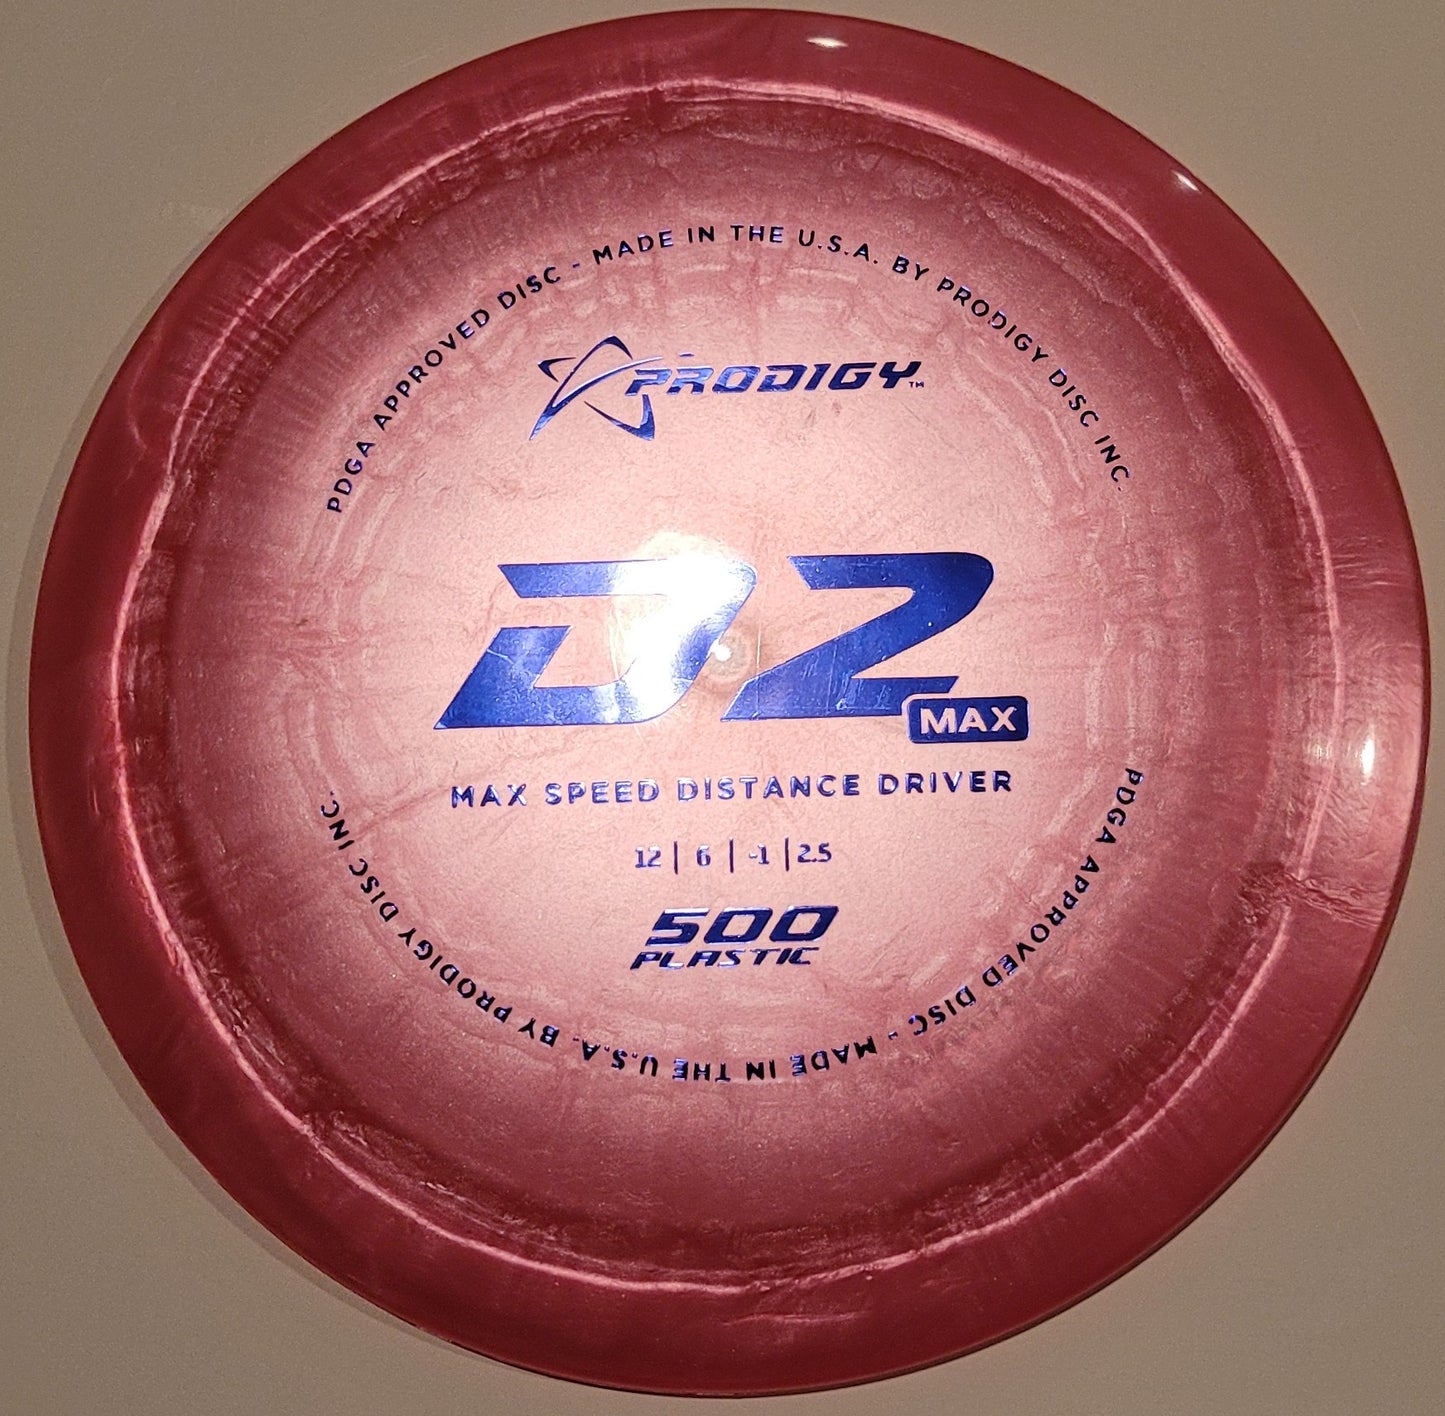 PDGA APPROVED DISC - MADE IN THE U.S.A. BY PRODIGY DISC INC.
PRODIGY™
D2
MAX
MAX SPEED DISTANCE DRIVER
12 | 6 | -1 | 2.5
500
PLASTIC
PDGA APPROVED DISC - MADE IN THE U.S.A. BY PRODIGY DISC INC.